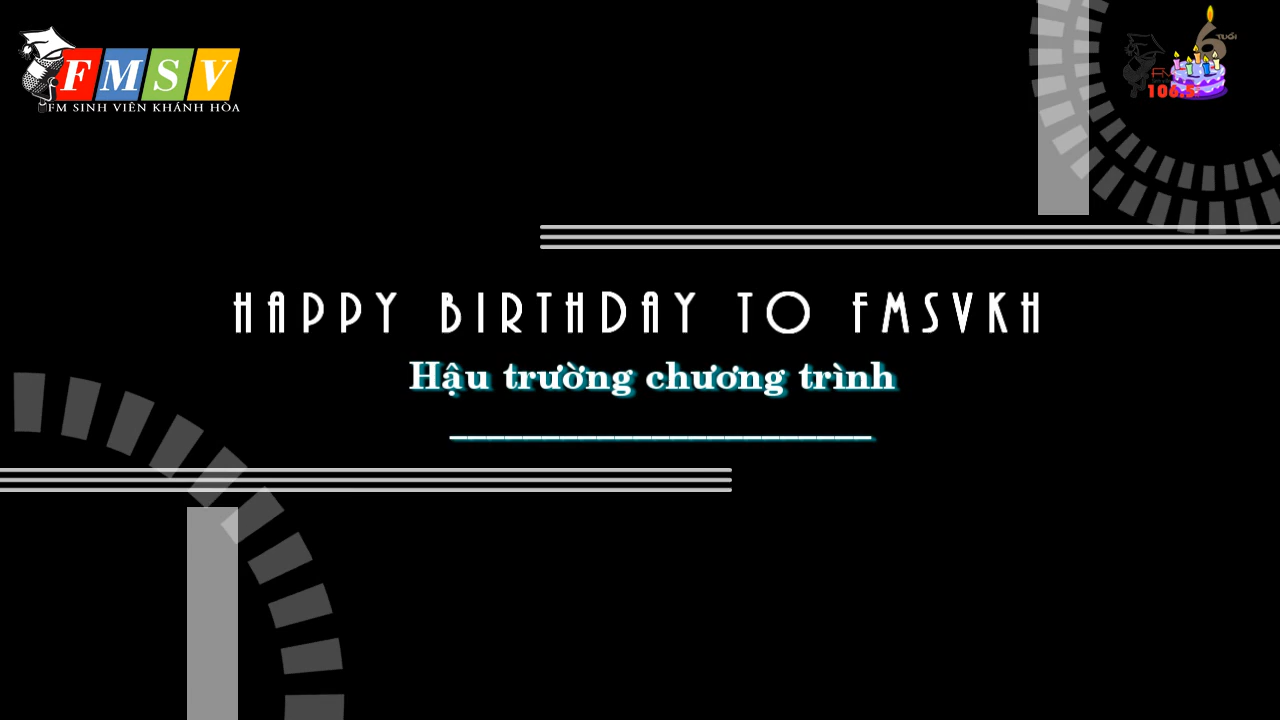 FMSV
FM SINH VIÊN KHÁNH HÒA
6 TUỔI
106.5
HAPPY BIRTHDAY TO FMSVKH
Hậu trường chương trình